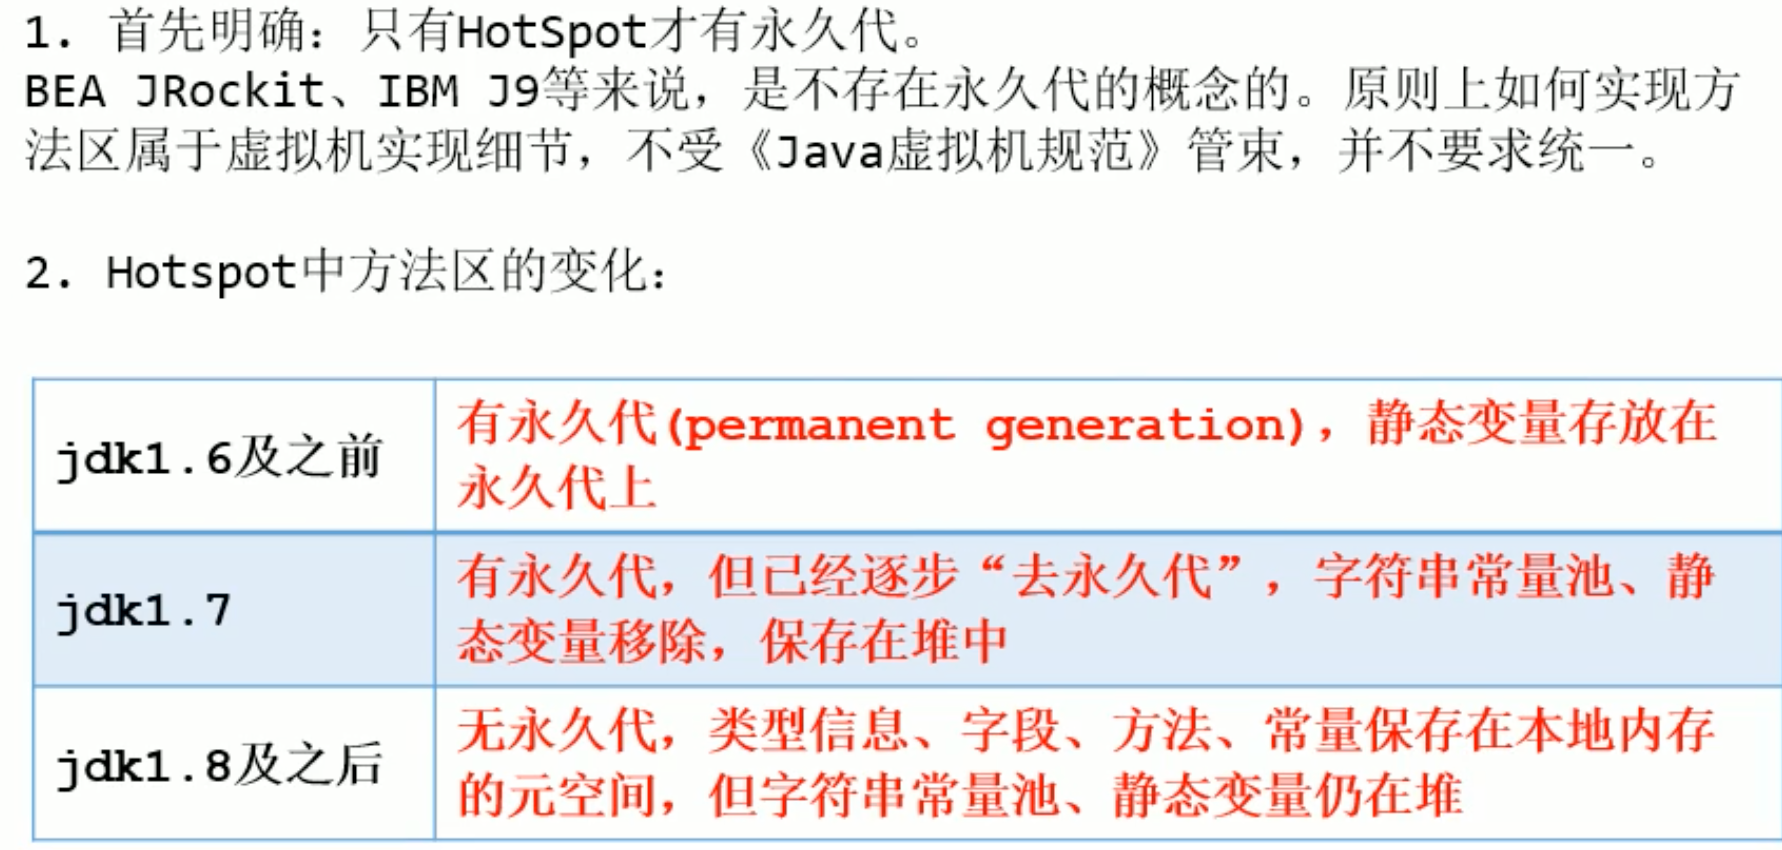 1. 首先明确：只有HotSpot才有永久代。
BEA JRockit、IBM J9等来说，是不存在永久代的概念的。原则上如何实现方
法区属于虚拟机实现细节，不受《Java虚拟机规范》管束，并不要求统一。
2. Hotspot中方法区的变化：
jdk1.6及之前
有永久代(permanent generation)，静态变量存放在
永久代上
jdk1.7
有永久代，但已经逐步“去永久代”，字符串常量池、静
态变量移除，保存在堆中
jdk1.8及之后
无永久代，类型信息、字段、方法、常量保存在本地内存
的元空间，但字符串常量池、静态变量仍在堆